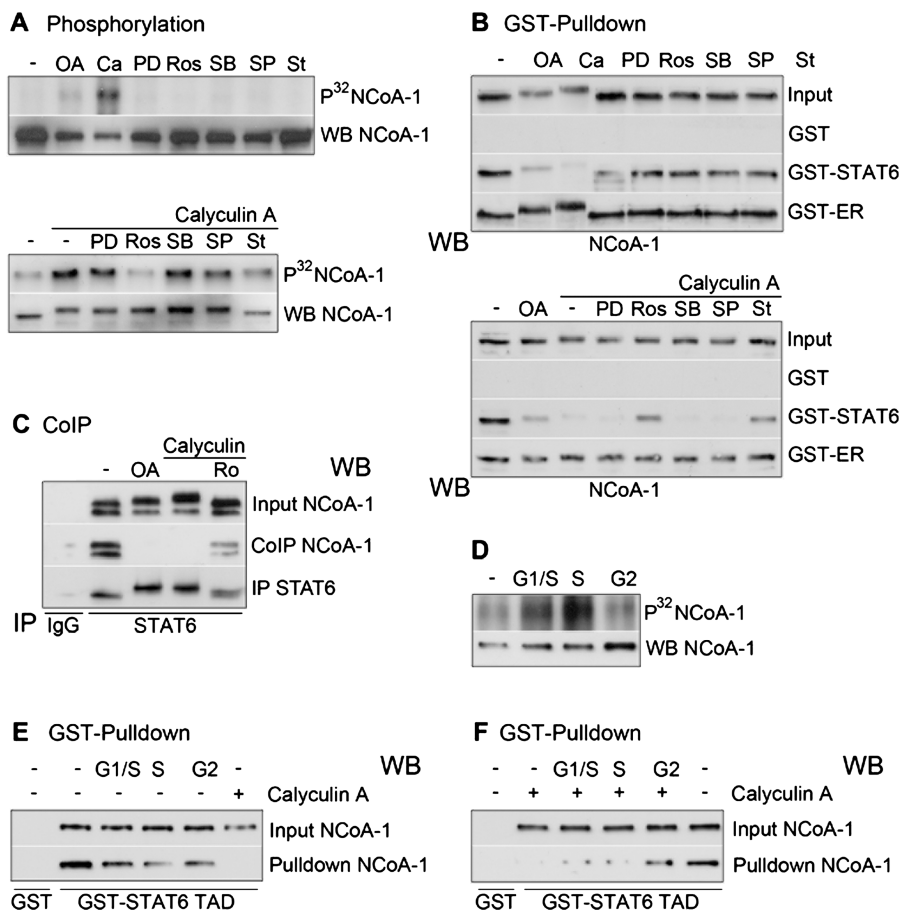 A Phosphorylation
- OA Ca PD Ros SB SP St
P32NCoA-1
WB NCoA-1
Calyculin A
- - PD Ros SB SP St
P32NCoA-1
WB NCoA-1
B GST-Pulldown
- OA Ca PD Ros SB SP St
Input
GST
GST-STAT6
GST-ER
WB NCoA-1
Calyculin A
- OA - PD Ros SB SP St
Input
GST
GST-STAT6
GST-ER
WB NCoA-1
C CoIP
Calyculin
- OA Ro WB
Input NCoA-1
CoIP NCoA-1
IP STAT6
IP IgG STAT6
D
- G1/S S G2
P32NCoA-1
WB NCoA-1
E GST-Pulldown
- - G1/S S G2 - WB
- - - - - + Calyculin A
Input NCoA-1
Pulldown NCoA-1
GST GST-STAT6 TAD
F GST-Pulldown
- - G1/S S G2 - WB
- + + + + - Calyculin A
Input NCoA-1
Pulldown NCoA-1
GST GST-STAT6 TAD